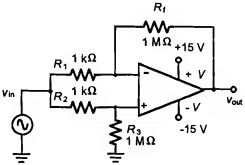 Rf
1 MΩ
R1
1 kΩ
+15 V
−
+ V
vin
vout
R2
1 kΩ
+
- V
R3
1 MΩ
-15 V